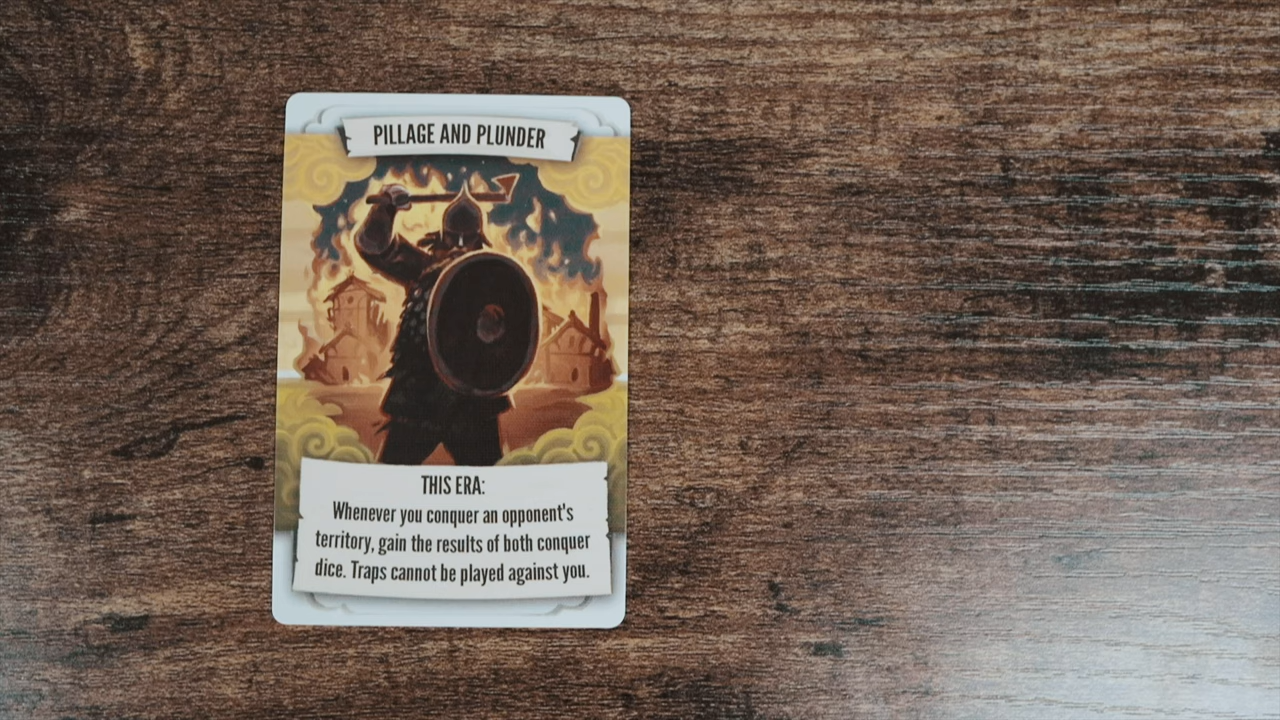 PILLAGE AND PLUNDER
THIS ERA:
Whenever you conquer an opponent's
territory, gain the results of both conquer
dice. Traps cannot be played against you.